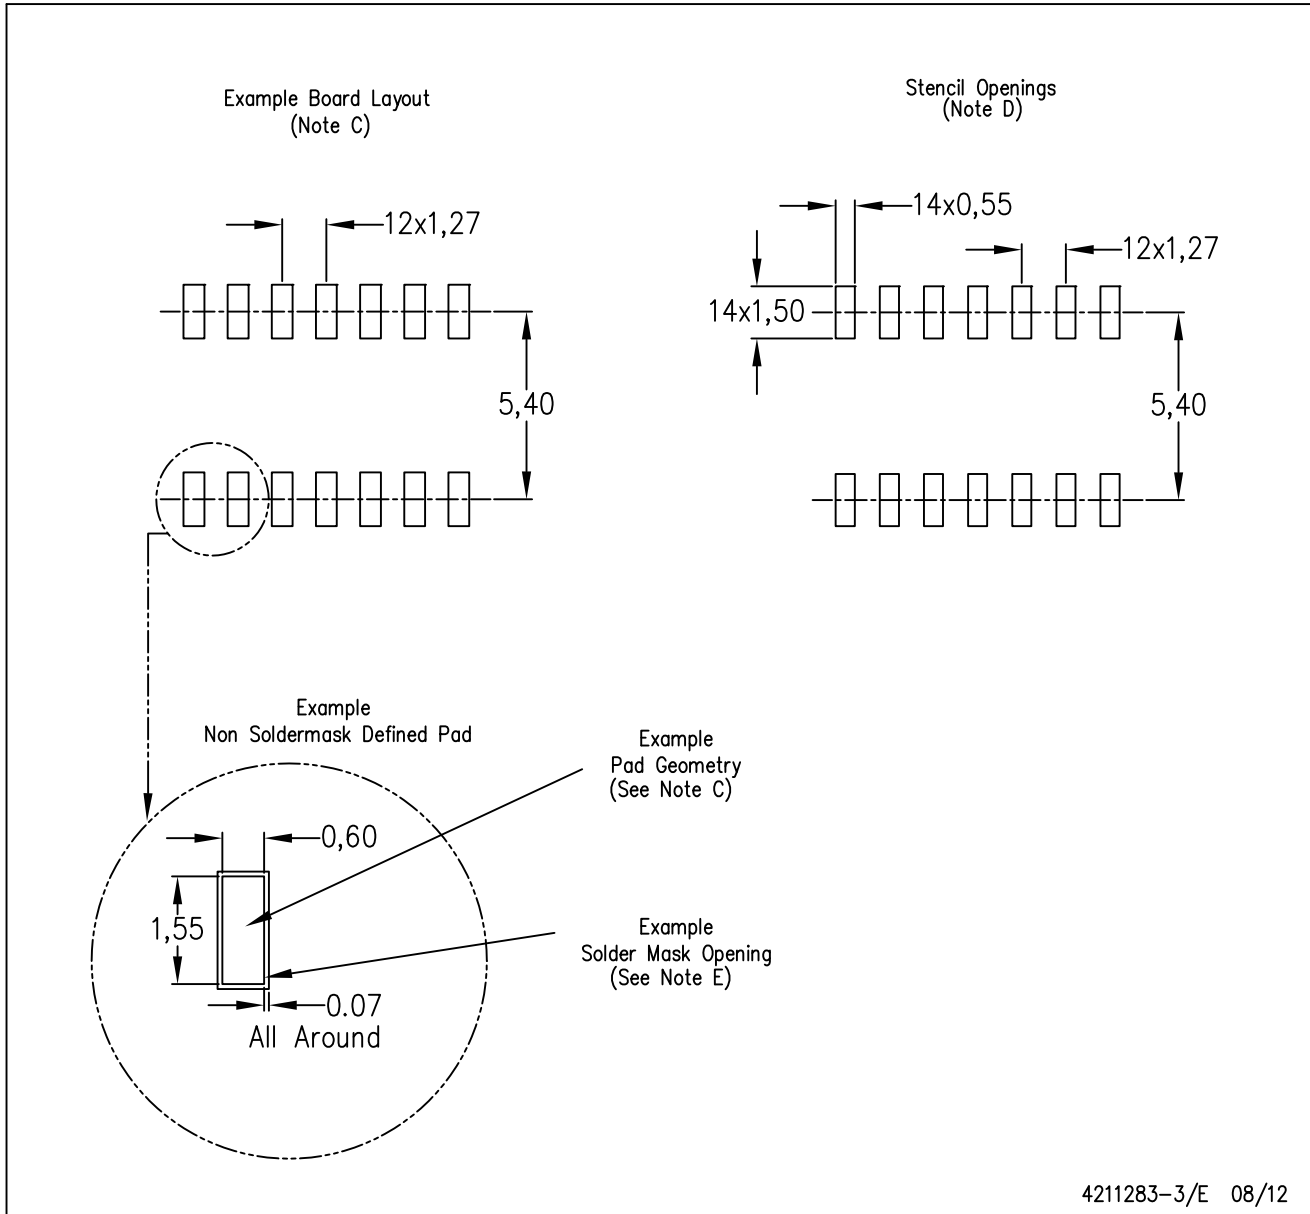 Example Board Layout
(Note C)
Stencil Openings
(Note D)
12x1,27
14x0,55
12x1,27
14x1,50
5,40
5,40
Example
Non Soldermask Defined Pad
Example
Pad Geometry
(See Note C)
0,60
1,55
Example
Solder Mask Opening
(See Note E)
0.07
All Around
4211283-3/E 08/12